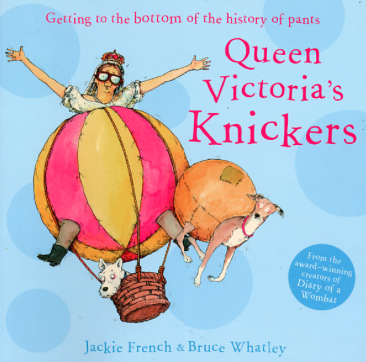 Getting to the bottom of the history of pants
Queen
Victoria's
Knickers
From the
award-winning
creators of
Diary of a
Wombat
Jackie French & Bruce Whatley